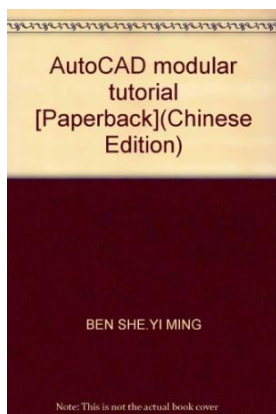 AutoCAD modular
tutorial
[Paperback](Chinese
Edition)
BEN SHE.YI MING
Note: This is not the actual book cover